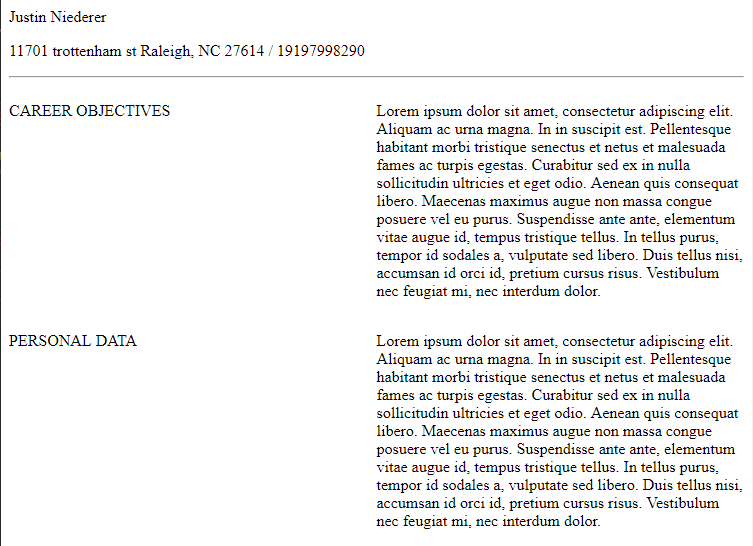 Justin Niederer
11701 trottenham st Raleigh, NC 27614 / 19197998290
CAREER OBJECTIVES
Lorem ipsum dolor sit amet, consectetur adipiscing elit.
Aliquam ac urna magna. In in suscipit est. Pellentesque
habitant morbi tristique senectus et netus et malesuada
fames ac turpis egestas. Curabitur sed ex in nulla
sollicitudin ultricies et eget odio. Aenean quis consequat
libero. Maecenas maximus augue non massa congue
posuere vel eu purus. Suspendisse ante ante, elementum
vitae augue id, tempus tristique tellus. In tellus purus,
tempor id sodales a, vulputate sed libero. Duis tellus nisi,
accumsan id orci id, pretium cursus risus. Vestibulum
nec feugiat mi, nec interdum dolor.
PERSONAL DATA
Lorem ipsum dolor sit amet, consectetur adipiscing elit.
Aliquam ac urna magna. In in suscipit est. Pellentesque
habitant morbi tristique senectus et netus et malesuada
fames ac turpis egestas. Curabitur sed ex in nulla
sollicitudin ultricies et eget odio. Aenean quis consequat
libero. Maecenas maximus augue non massa congue
posuere vel eu purus. Suspendisse ante ante, elementum
vitae augue id, tempus tristique tellus. In tellus purus,
tempor id sodales a, vulputate sed libero. Duis tellus nisi,
accumsan id orci id, pretium cursus risus. Vestibulum
nec feugiat mi, nec interdum dolor.